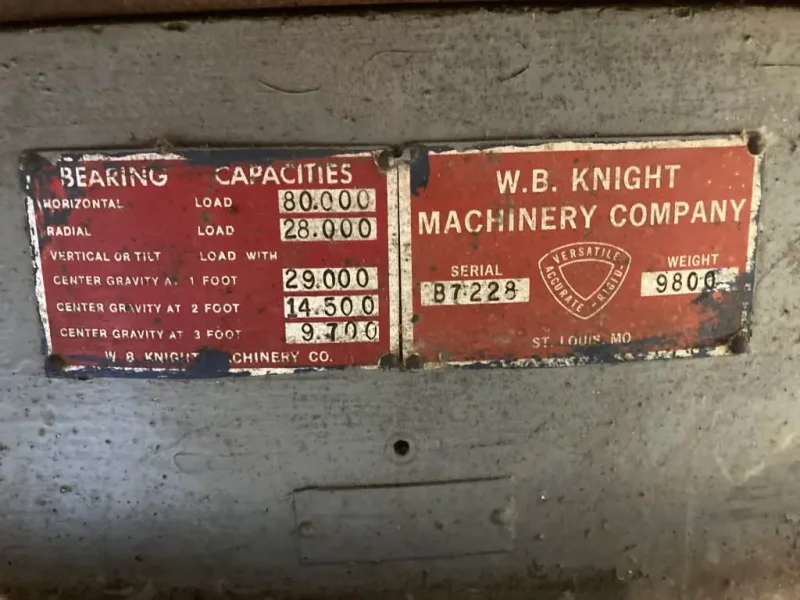 BEARING CAPACITIES
HORIZONTAL LOAD 80.000
RADIAL LOAD 28.000
VERTICAL OR TILT LOAD WITH
CENTER GRAVITY AT 1 FOOT 29.000
CENTER GRAVITY AT 2 FOOT 14.500
CENTER GRAVITY AT 3 FOOT 9.700
W. B. KNIGHT MACHINERY CO.
W.B. KNIGHT
MACHINERY COMPANY
SERIAL
B7228
VERSATILE
ACCURATE - RIGID
WEIGHT
9800
ST. LOUIS, MO